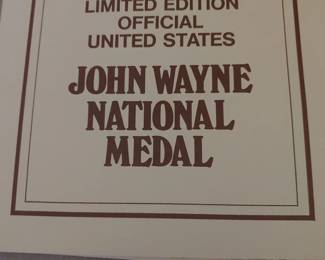 LIMITED EDITION
OFFICIAL
UNITED STATES
JOHN WAYNE
NATIONAL
MEDAL